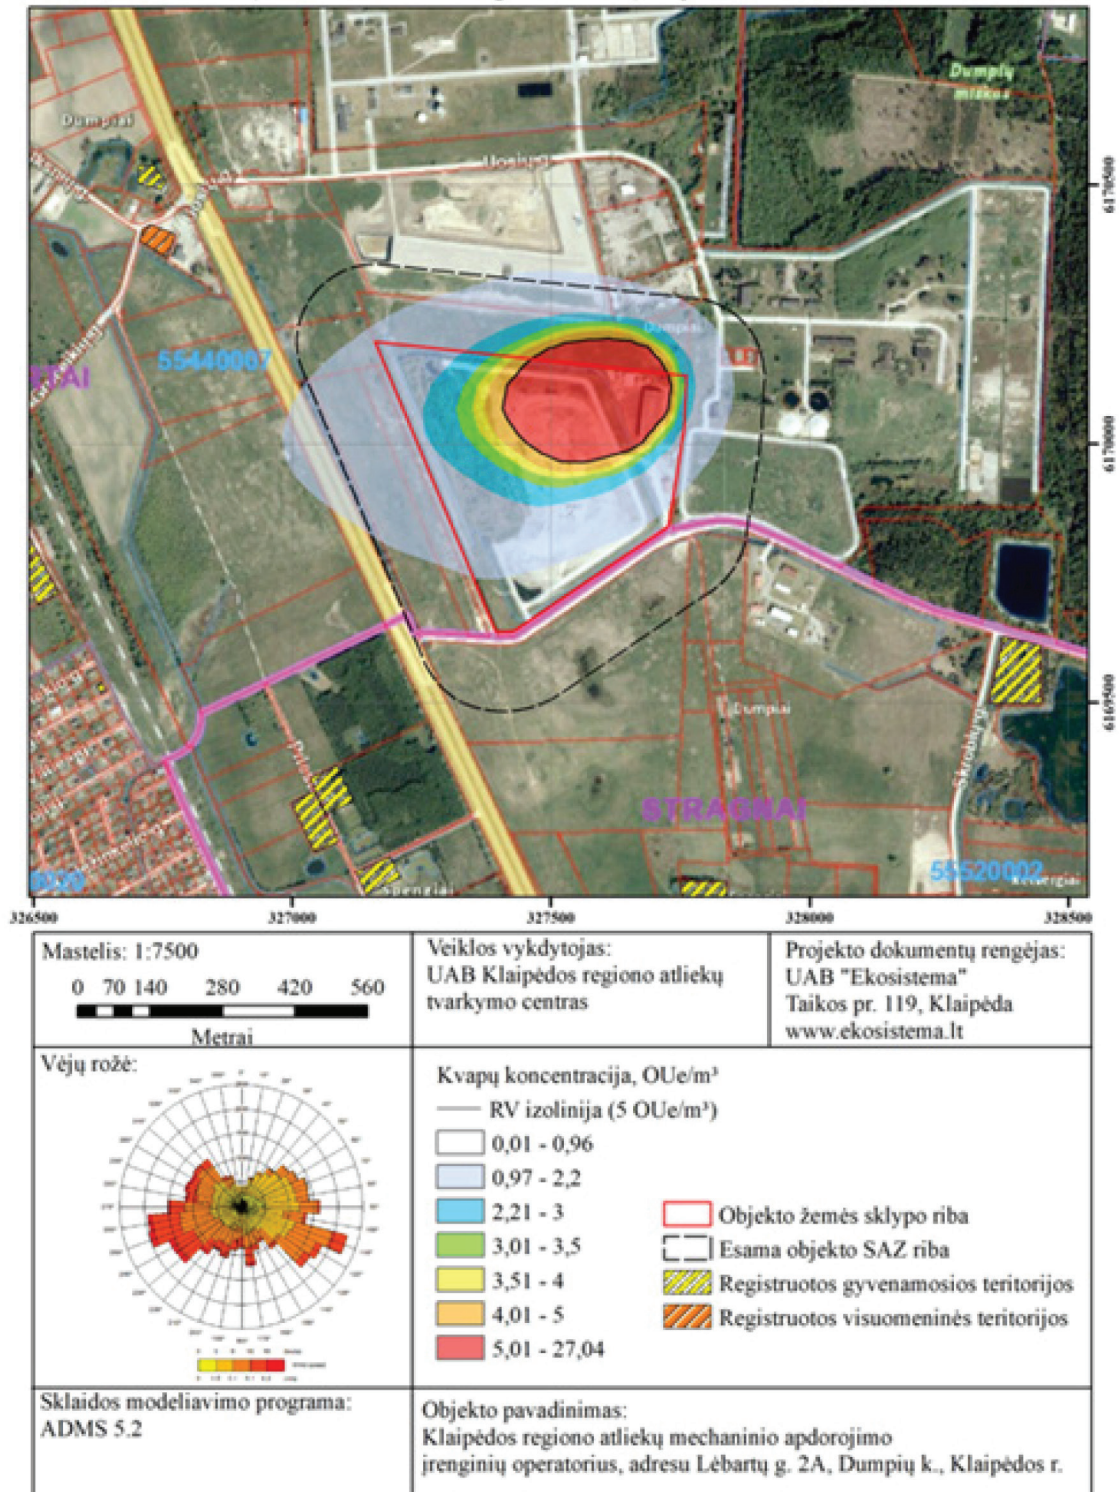 Dumpių
miškas
Dumpiai
Uosių g.
6170500
Dumpiai
55440007
6170000
Dumpiai
6169500
STRAGNAI
Skroblų g.
55520002
Spengiai
326500
327000
327500
328000
328500
Mastelis: 1:7500
0 70 140 280 420 560
Metrai
Veiklos vykdytojas:
UAB Klaipėdos regiono atliekų
tvarkymo centras
Projekto dokumentų rengėjas:
UAB "Ekosistema"
Taikos pr. 119, Klaipėda
www.ekosistema.lt
Vėjų rožė:
Kvapų koncentracija, OUe/m³
RV izolinija (5 OUe/m³)
0,01 - 0,96
0,97 - 2,2
2,21 - 3
3,01 - 3,5
3,51 - 4
4,01 - 5
5,01 - 27,04
Objekto žemės sklypo riba
Esama objekto SAZ riba
Registruotos gyvenamosios teritorijos
Registruotos visuomeninės teritorijos
Sklaidos modeliavimo programa:
ADMS 5.2
Objekto pavadinimas:
Klaipėdos regiono atliekų mechaninio apdorojimo
įrenginių operatorius, adresu Lėbartų g. 2A, Dumpių k., Klaipėdos r.